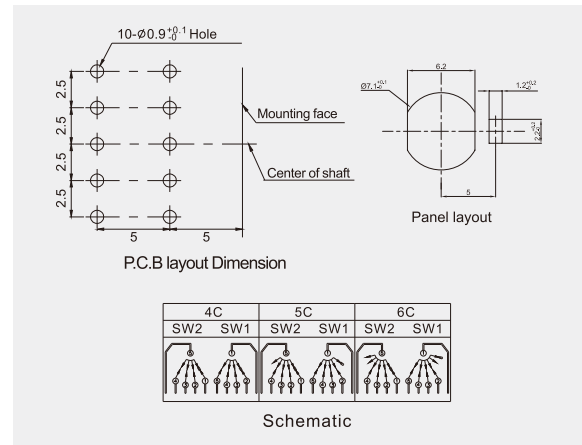 10-Ø0.9 +0.1 -0 Hole
2.5
2.5
2.5
2.5
5
5
Mounting face
Center of shaft
P.C.B layout Dimension
6.2
Ø7.1 +0.1 -0
1.2 +0.2 -0
5
Panel layout
4C 5C 6C
SW2 SW1 SW2 SW1 SW2 SW1
Schematic